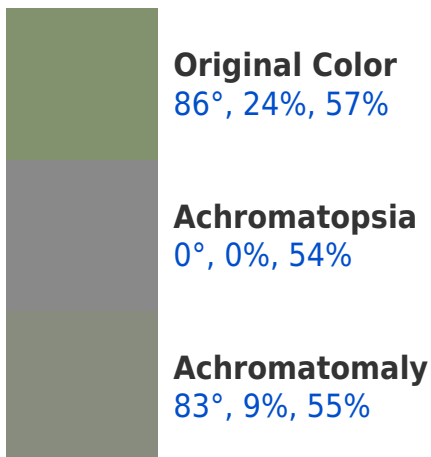 Original Color
86°, 24%, 57%
Achromatopsia
0°, 0%, 54%
Achromatomaly
83°, 9%, 55%